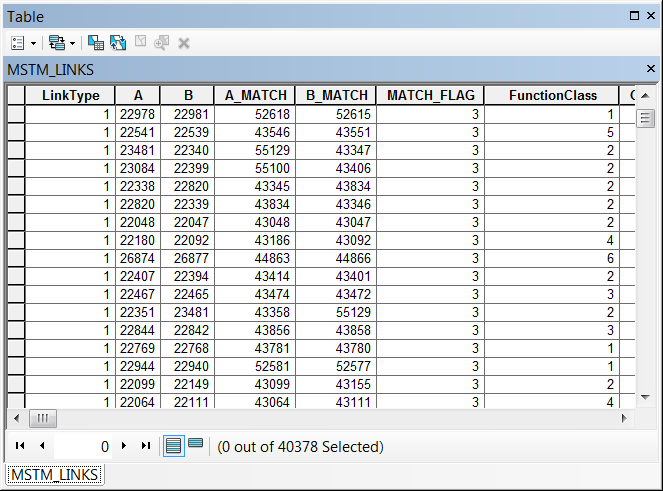 Table
MSTM_LINKS
LinkType A B A_MATCH B_MATCH MATCH_FLAG FunctionClass
1 22978 22981 52618 52615 3 1
1 22541 22539 43546 43551 3 5
1 23481 22340 55129 43347 3 2
1 23084 22399 55100 43406 3 2
1 22338 22820 43345 43834 3 2
1 22820 22339 43834 43346 3 2
1 22048 22047 43048 43047 3 2
1 22180 22092 43186 43092 3 4
1 26874 26877 44863 44866 3 6
1 22407 22394 43414 43401 3 2
1 22467 22465 43474 43472 3 3
1 22351 23481 43358 55129 3 2
1 22844 22842 43856 43858 3 3
1 22769 22768 43781 43780 3 1
1 22944 22940 52581 52577 3 1
1 22099 22149 43099 43155 3 2
1 22064 22111 43064 43111 3 4
0 (0 out of 40378 Selected)
MSTM_LINKS